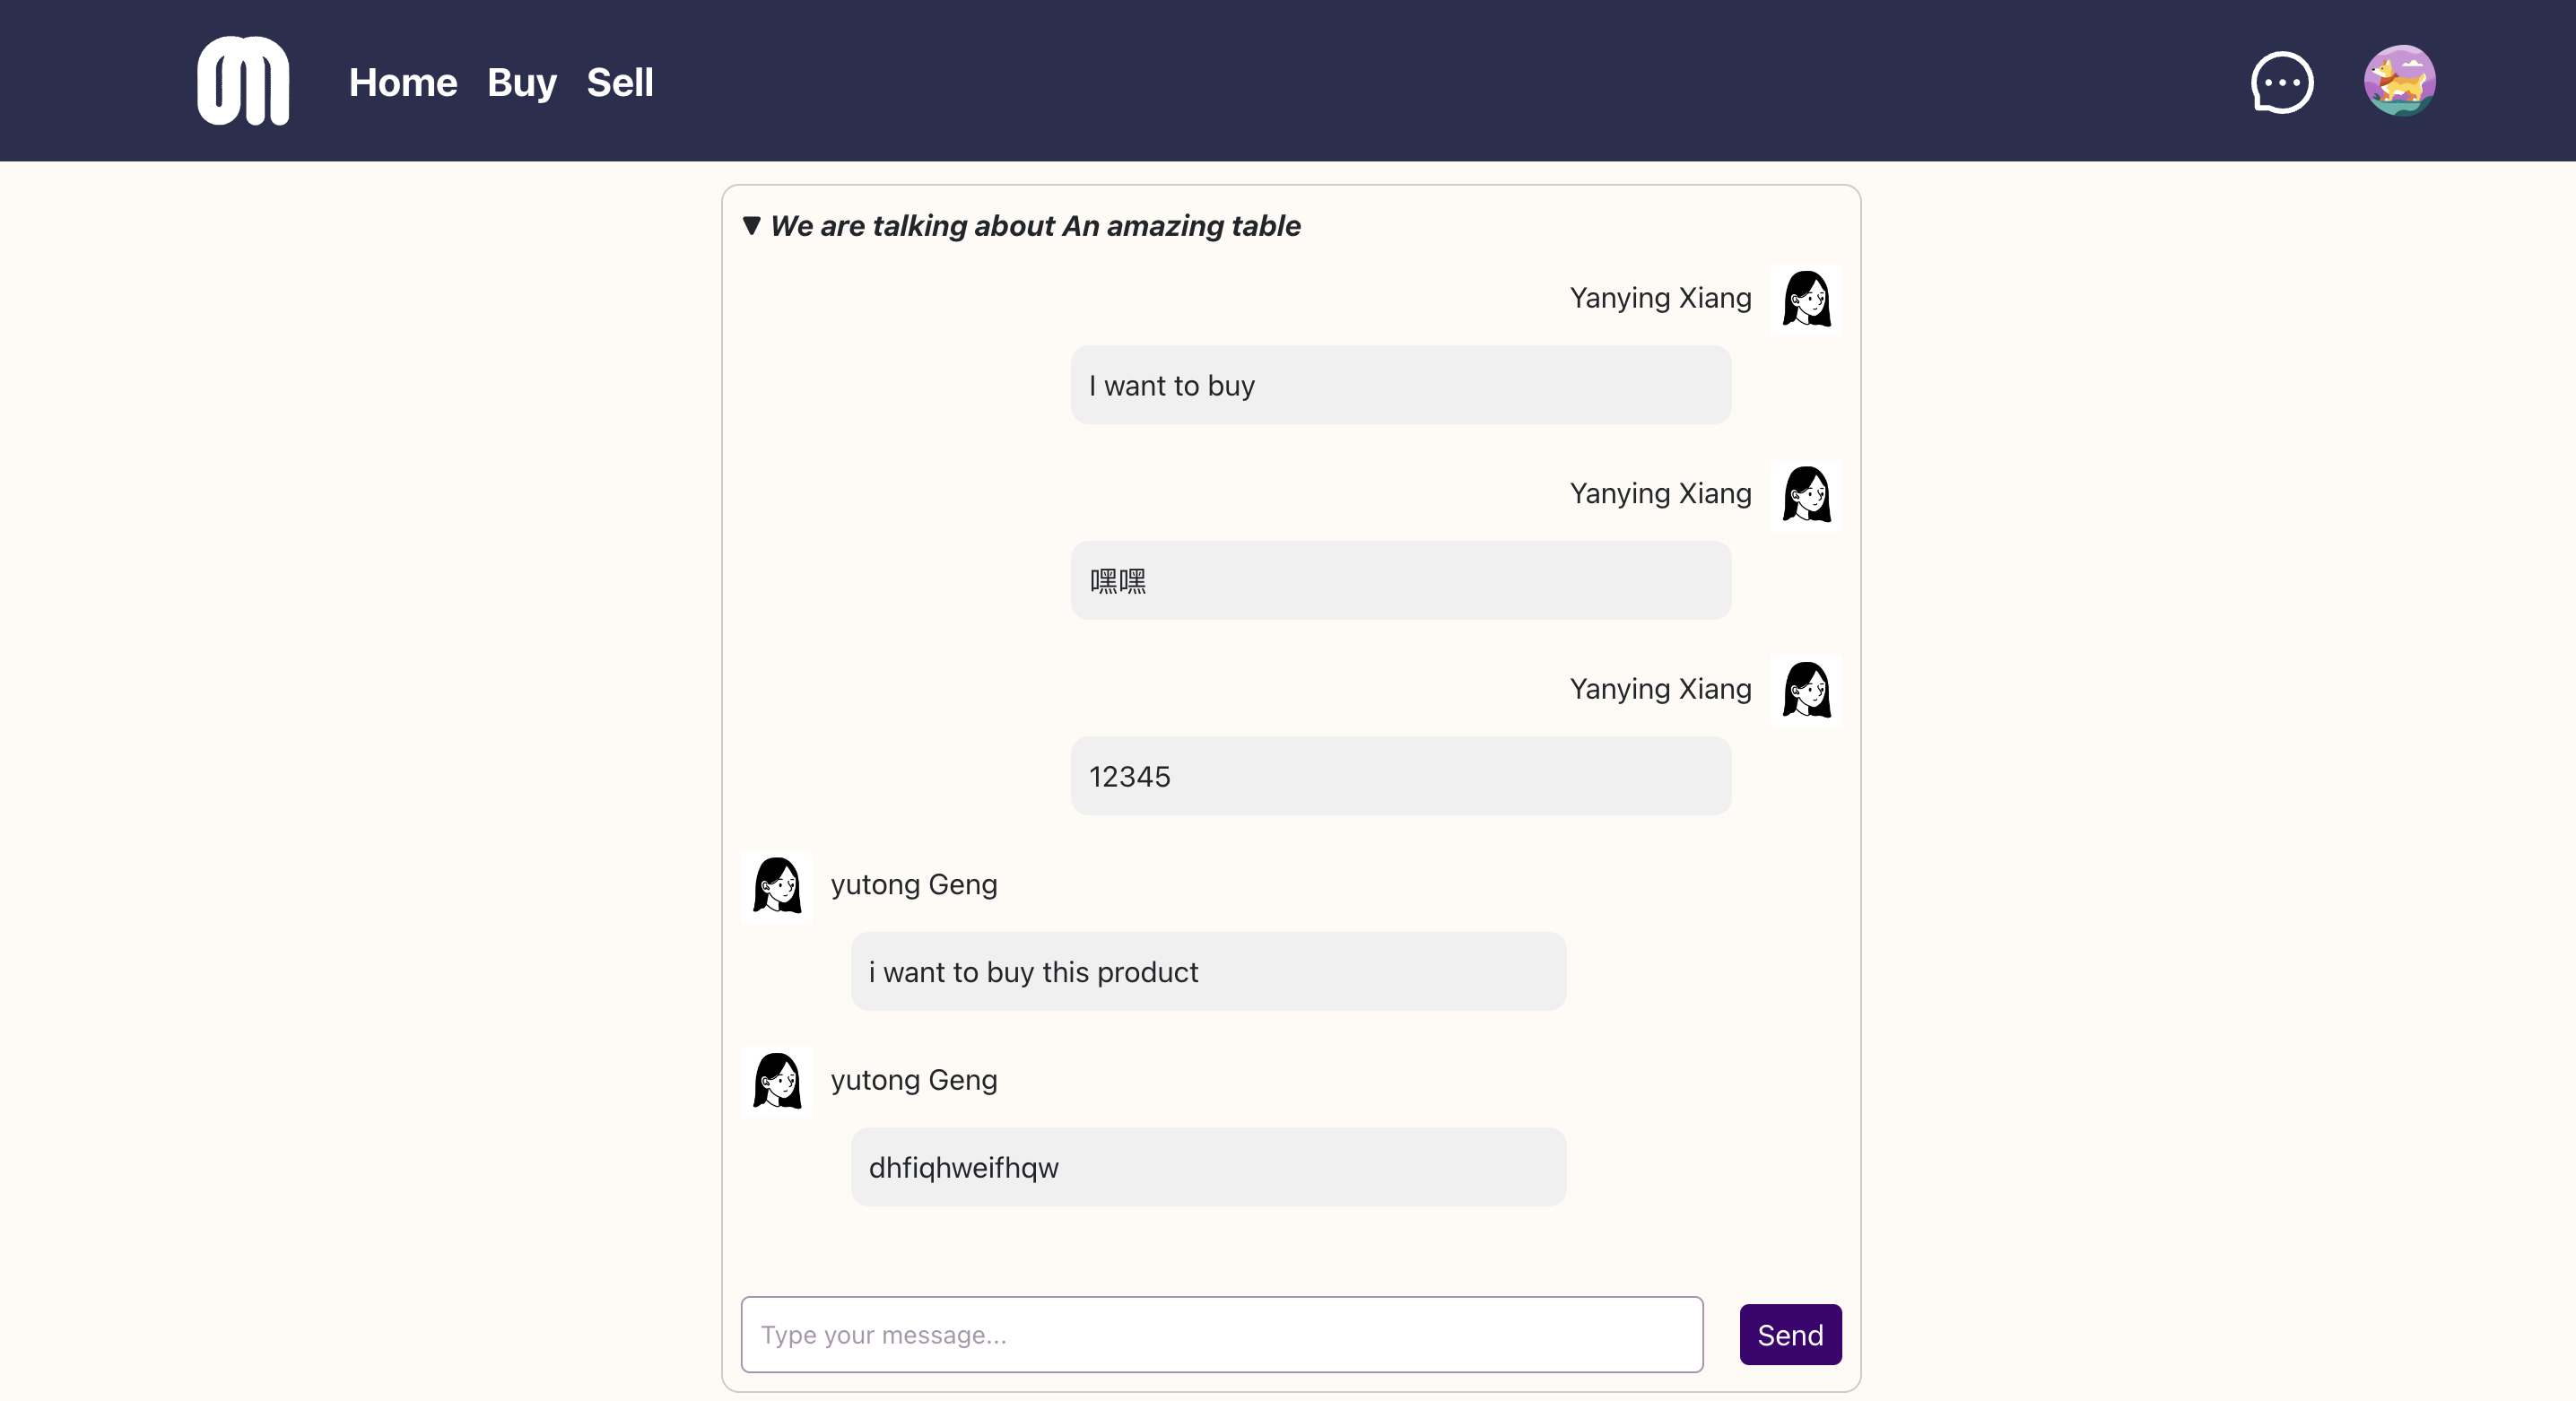 Home Buy Sell
We are talking about An amazing table
Yanying Xiang
I want to buy
Yanying Xiang
嘿嘿
Yanying Xiang
12345
yutong Geng
i want to buy this product
yutong Geng
dhfiqhweifhqw
Type your message...
Send